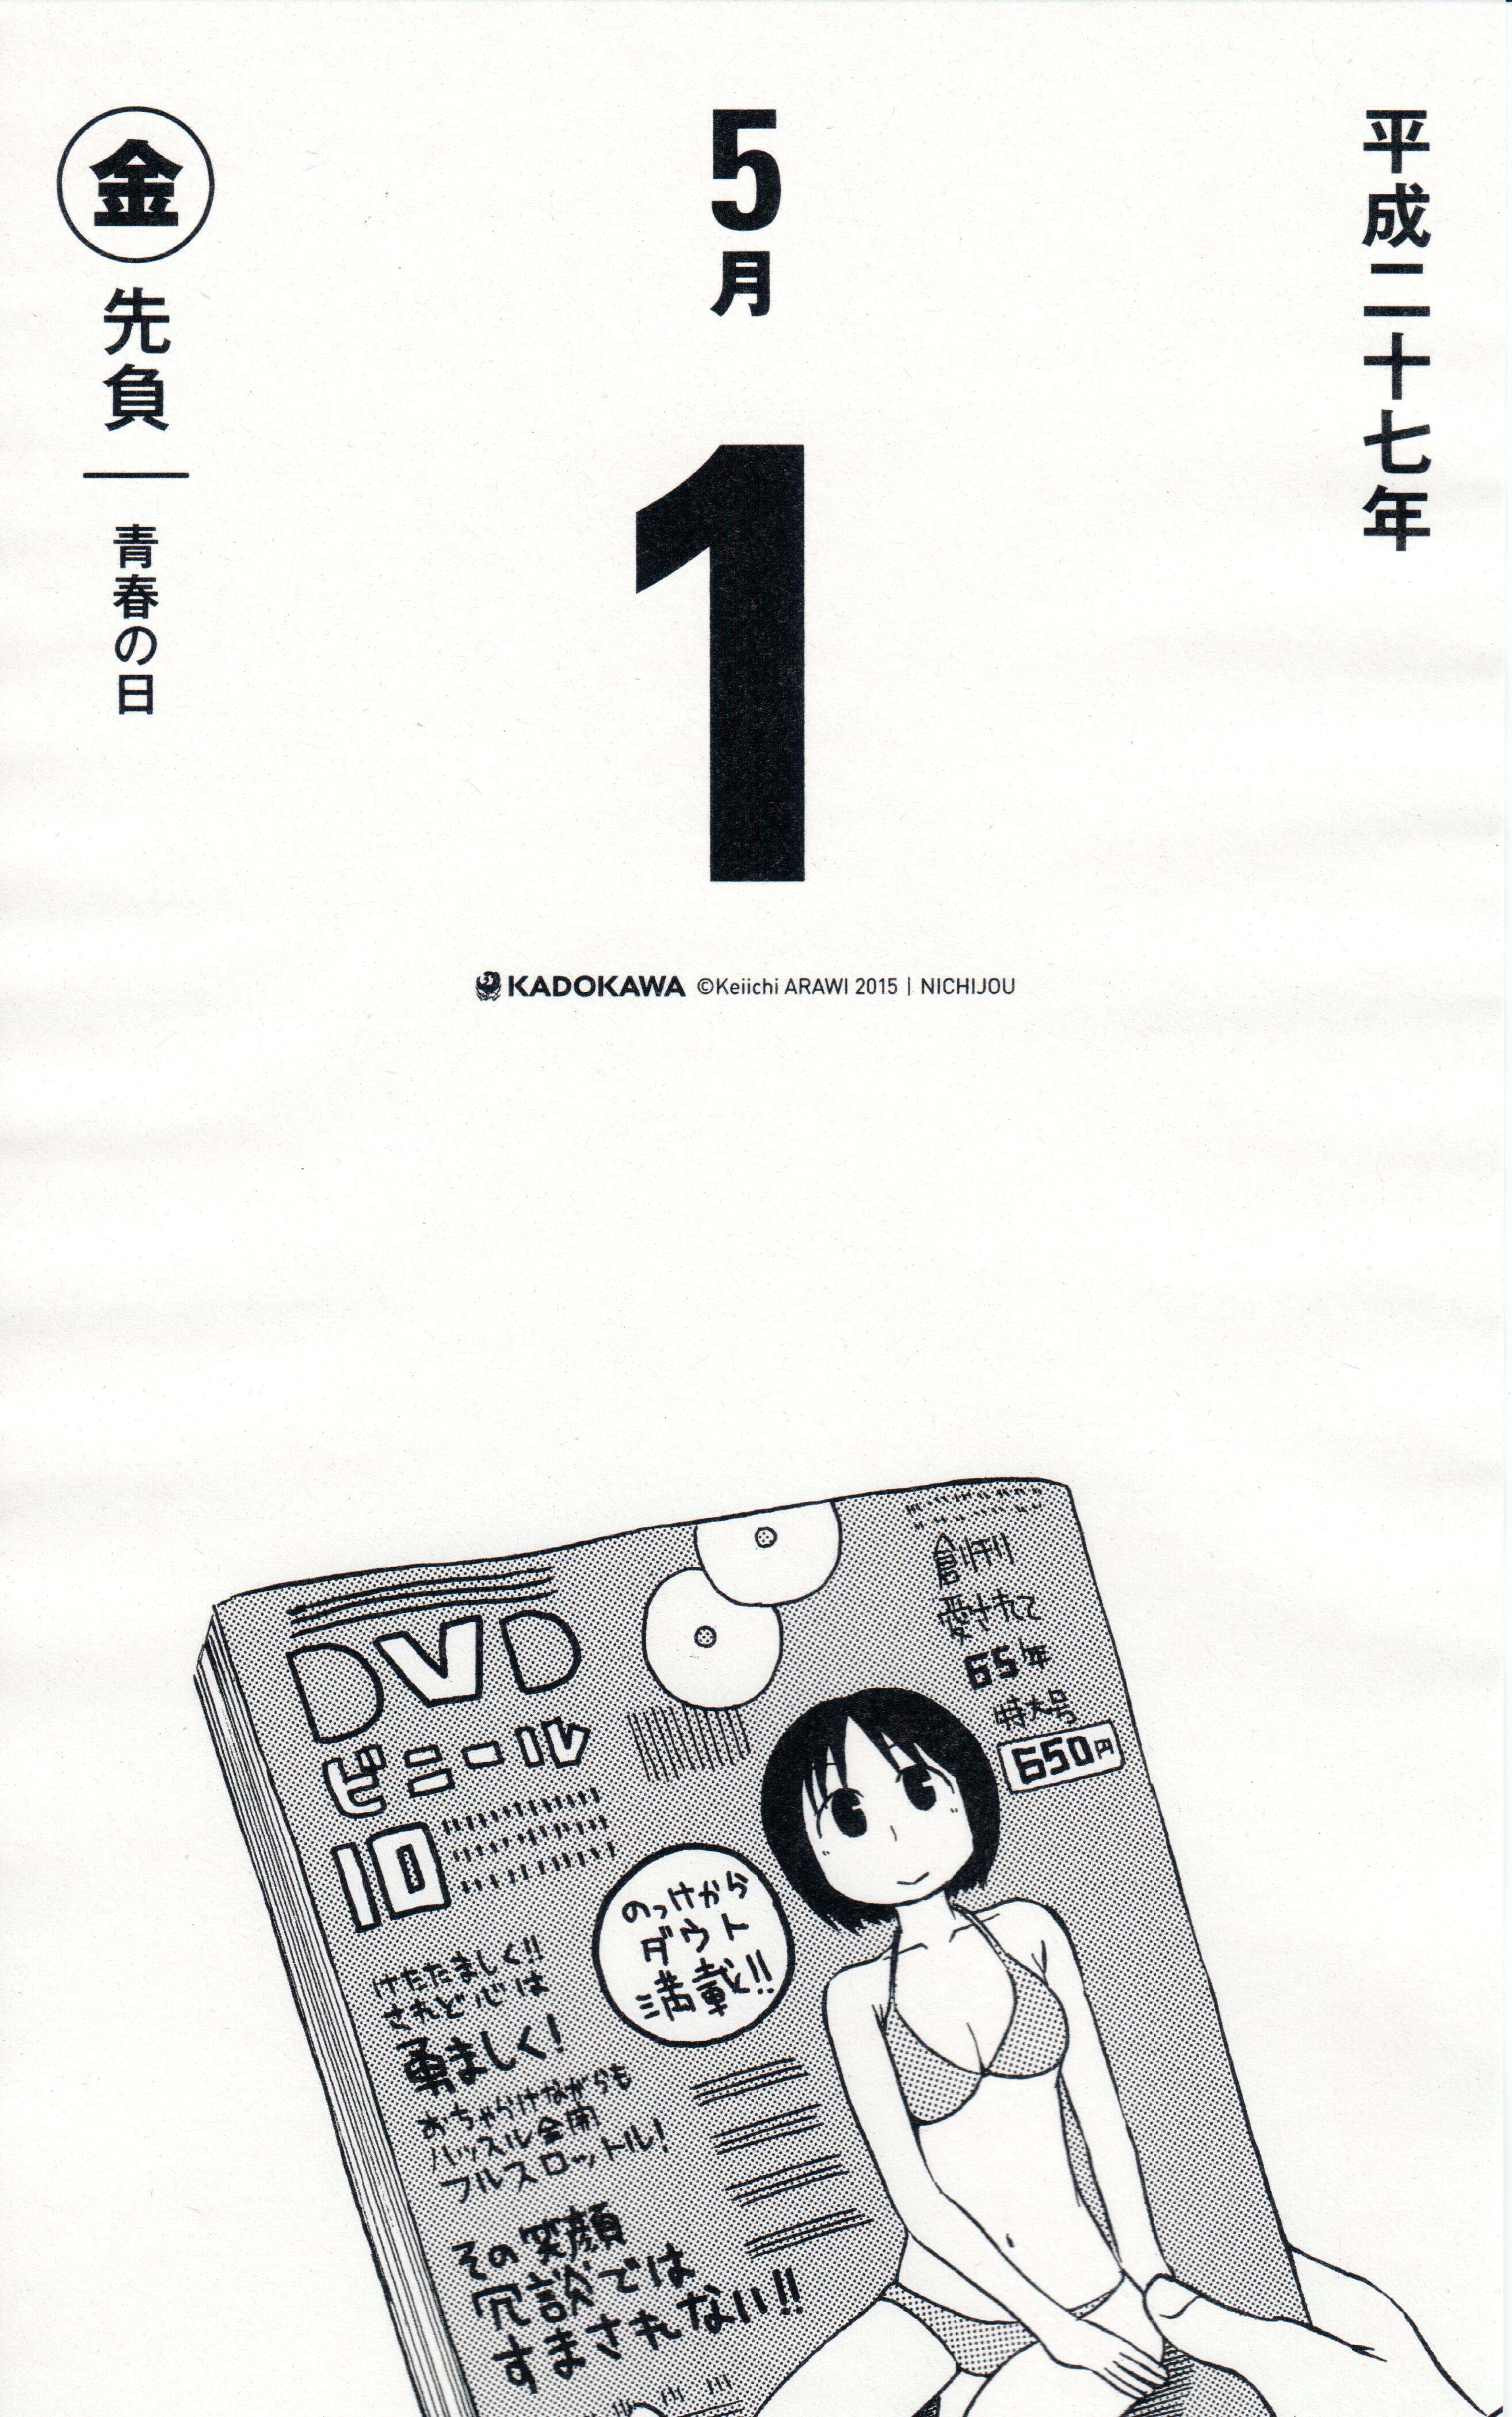 平成二十七年
5月
1
金
先負
青春の日
KADOKAWA ©Keiichi ARAWI 2015 | NICHIJOU
創刊
愛されて
65年
特大号
650円
DVD
ビニール
10
のっけから
ダウト
満載!!
けたたましく!!
されど心は
勇ましく!
おちゃらけながらも
ハッスル全開
フルスロットル!
その笑顔
冗談では
すまされない!!